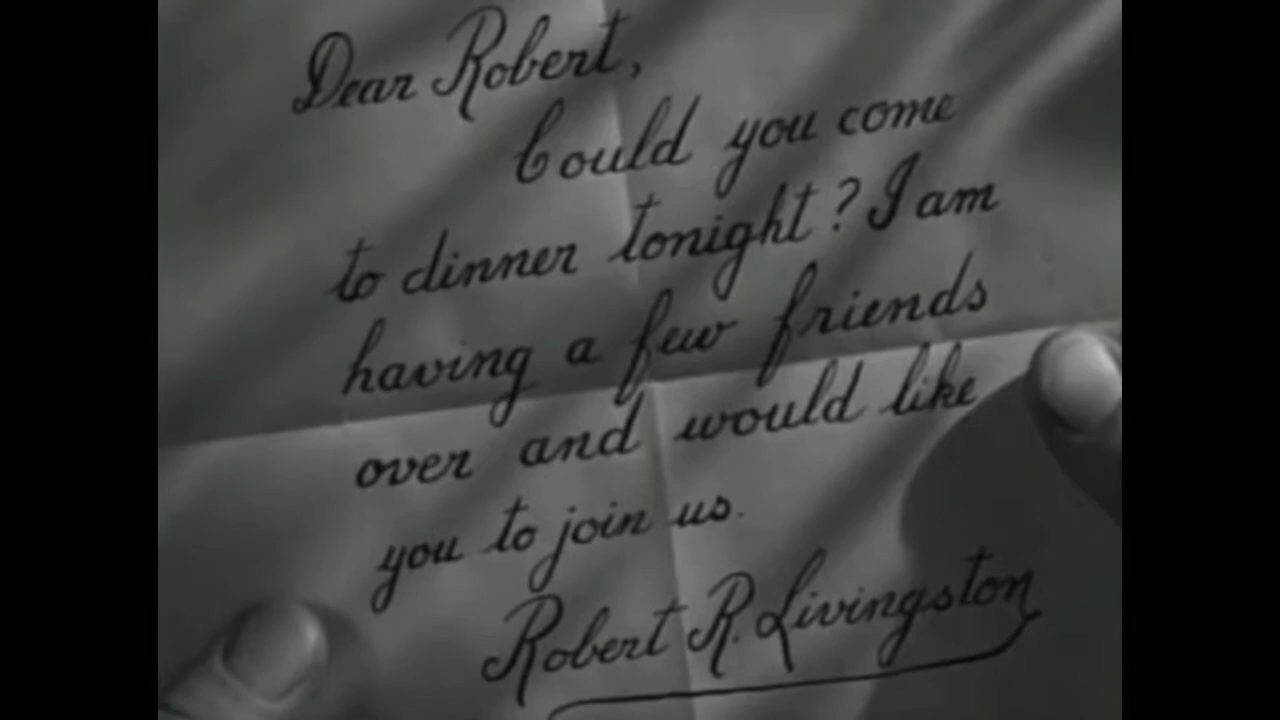 Dear Robert,
Could you come
to dinner tonight? I am
having a few friends
over and would like
you to join us.
Robert R. Livingston